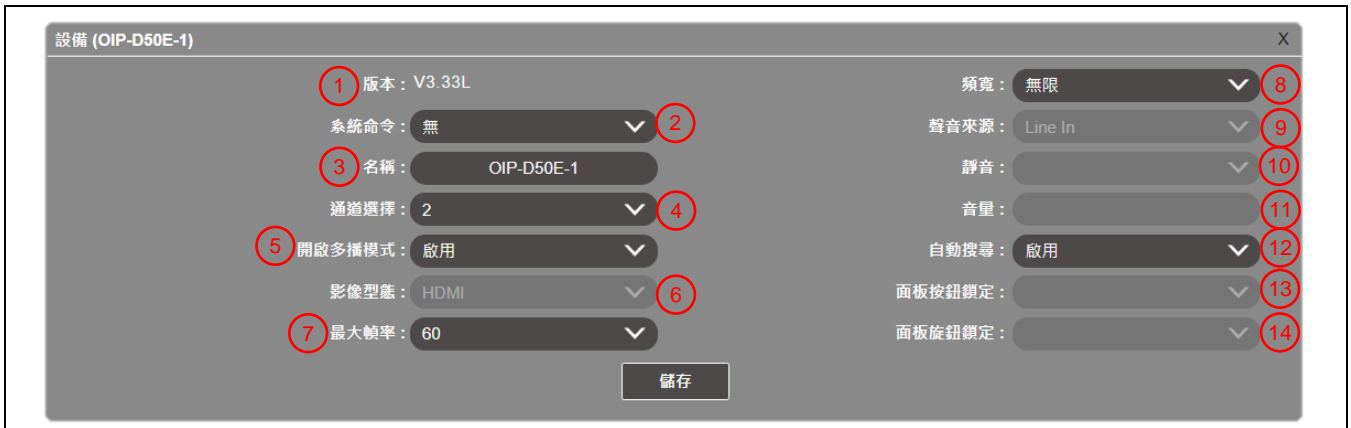 設備 (OIP-D50E-1) X
1 版本： V3.33L
系統命令： 無 2
3 名稱： OIP-D50E-1
通道選擇： 2 4
5 開啟多播模式： 啟用
影像型態： HDMI 6
7 最大幀率： 60
頻寬： 無限 8
聲音來源： Line In 9
靜音： 10
音量： 11
自動搜尋： 啟用 12
面板按鈕鎖定： 13
面板旋鈕鎖定： 14
儲存